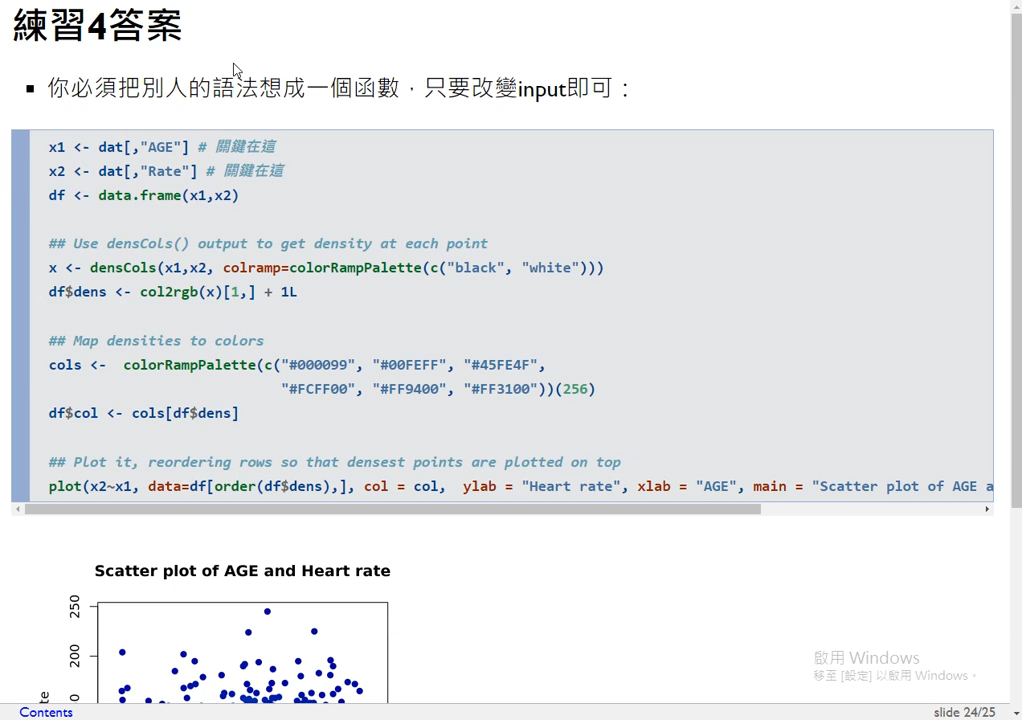 練習4答案
你必須把別人的語法想成一個函數，只要改變input即可：
x1 <- dat[,"AGE"] # 關鍵在這
x2 <- dat[,"Rate"] # 關鍵在這
df <- data.frame(x1,x2)
## Use densCols() output to get density at each point
x <- densCols(x1,x2, colramp=colorRampPalette(c("black", "white")))
df$dens <- col2rgb(x)[1,] + 1L
## Map densities to colors
cols <-  colorRampPalette(c("#000099", "#00FEFF", "#45FE4F",
"#FCFF00", "#FF9400", "#FF3100"))(256)
df$col <- cols[df$dens]
## Plot it, reordering rows so that densest points are plotted on top
plot(x2~x1, data=df[order(df$dens),], col = col,  ylab = "Heart rate", xlab = "AGE", main = "Scatter plot of AGE a
Scatter plot of AGE and Heart rate
250
200
啟用 Windows
移至 [設定] 以啟用 Windows。
Contents
slide 24/25